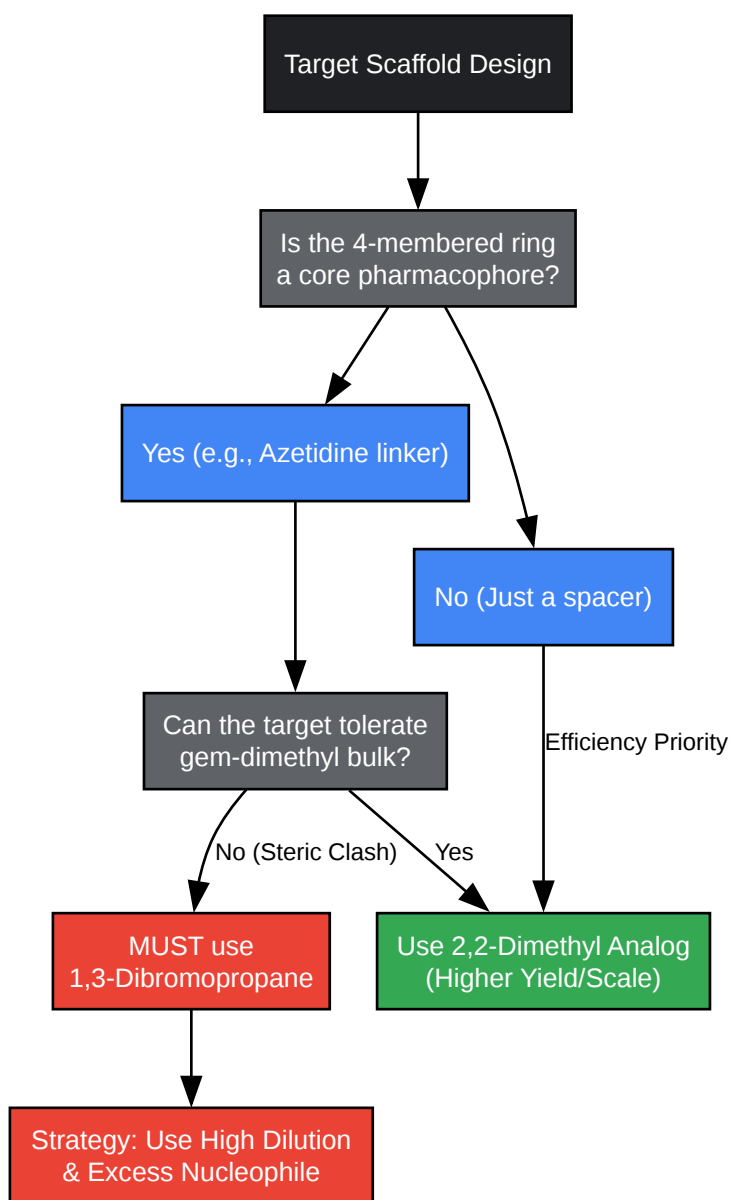 Target Scaffold Design
Is the 4-membered ring
a core pharmacophore?
Yes (e.g., Azetidine linker)
No (Just a spacer)
Can the target tolerate
gem-dimethyl bulk?
Efficiency Priority
No (Steric Clash)
Yes
MUST use
1,3-Dibromopropane
Use 2,2-Dimethyl Analog
(Higher Yield/Scale)
Strategy: Use High Dilution
& Excess Nucleophile